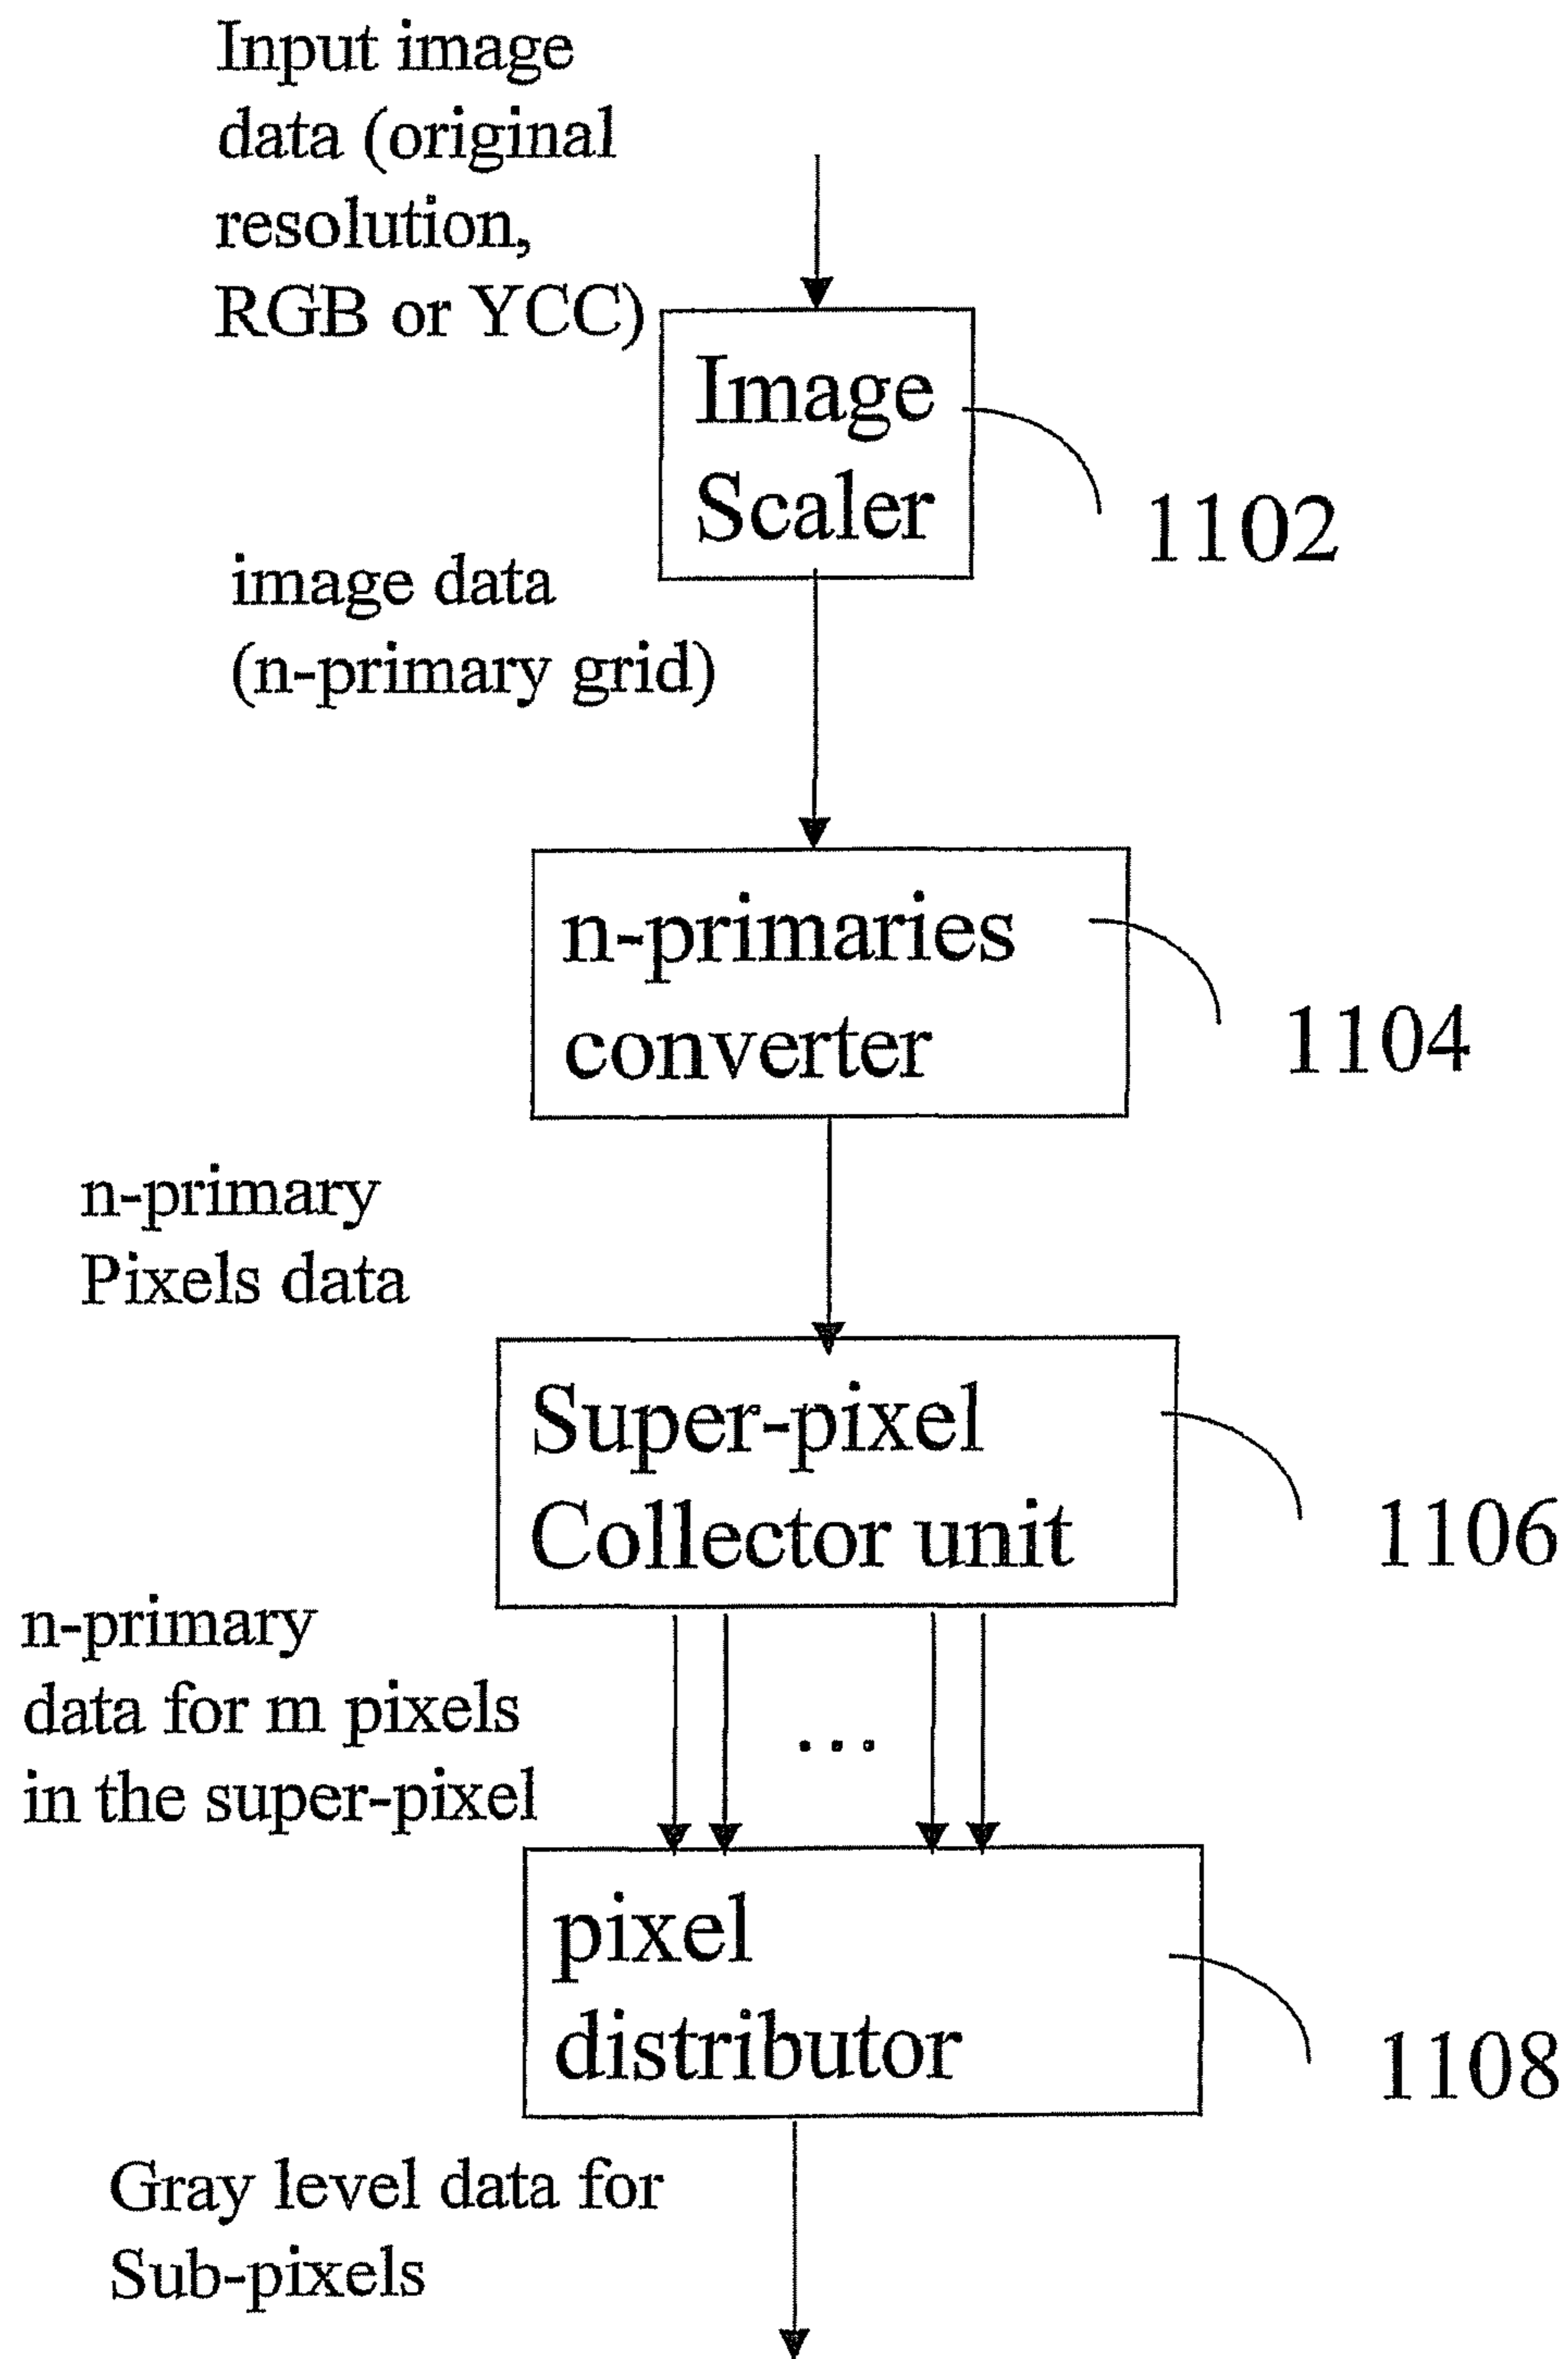 Input image
data (original
resolution,
RGB or YCC)
Image
Scaler
1102
image data
(n-primary grid)
n-primaries
converter
1104
n-primary
Pixels data
Super-pixel
Collector unit
1106
n-primary
data for m pixels
in the super-pixel
...
pixel
distributor
1108
Gray level data for
Sub-pixels